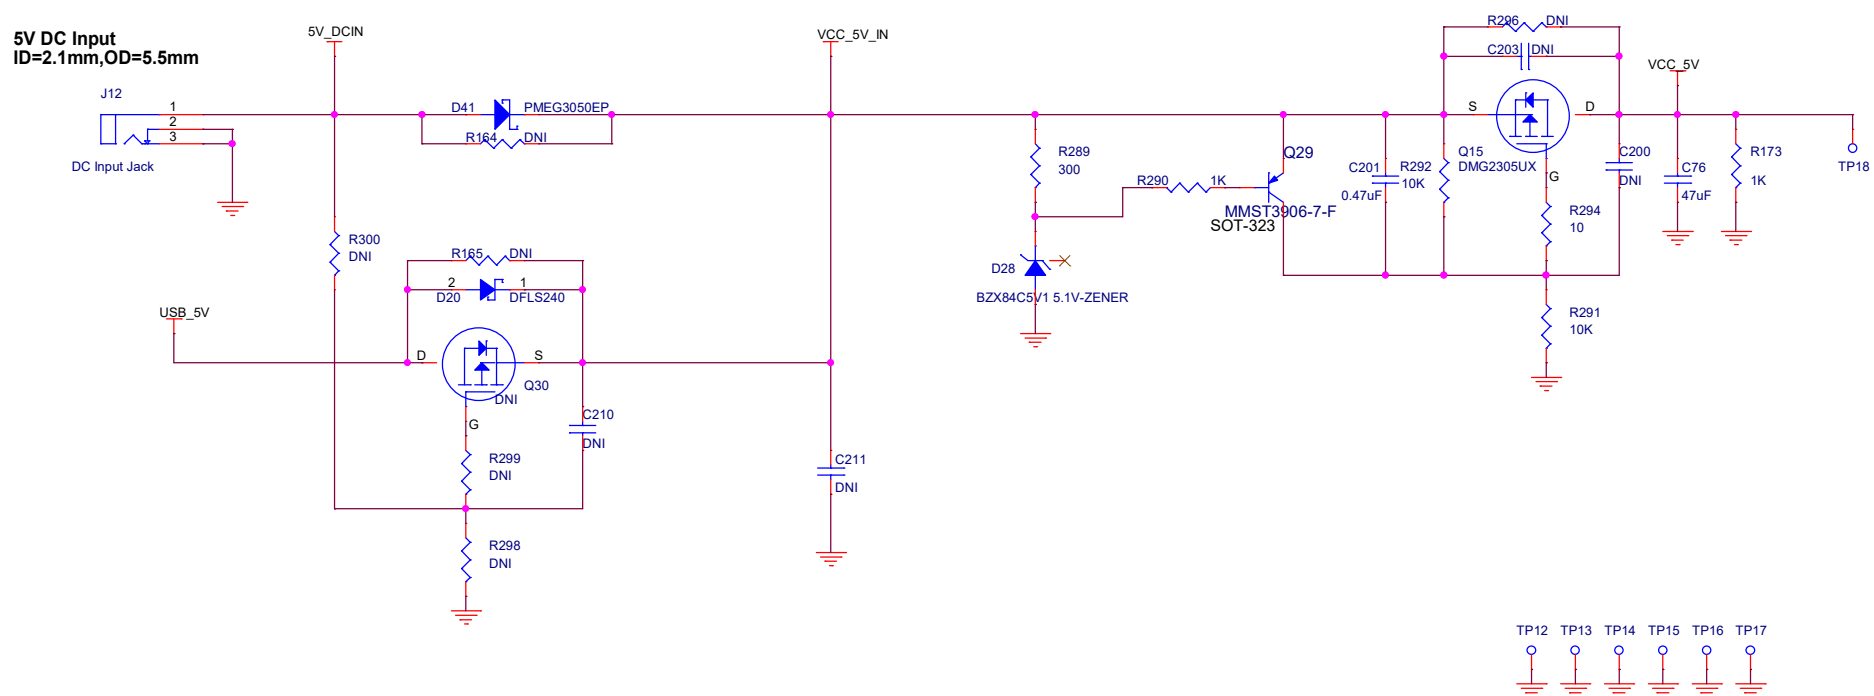 5V DC Input
ID=2.1mm,OD=5.5mm
J12
1
2
3
DC Input Jack
5V_DCIN
D41
PMEG3050EP
R164
DNI
VCC_5V_IN
R300
DNI
R165
DNI
2
1
D20
DFLS240
USB_5V
D
S
Q30
DNI
G
C210
DNI
R299
DNI
R298
DNI
C211
DNI
R289
300
R290
1K
D28
BZX84C5V1 5.1V-ZENER
Q29
MMST3906-7-F
SOT-323
C201
0.47uF
R292
10K
R296
DNI
C203
DNI
S
D
Q15
DMG2305UX
G
R294
10
R291
10K
C200
DNI
VCC_5V
C76
47uF
R173
1K
TP18
TP12
TP13
TP14
TP15
TP16
TP17